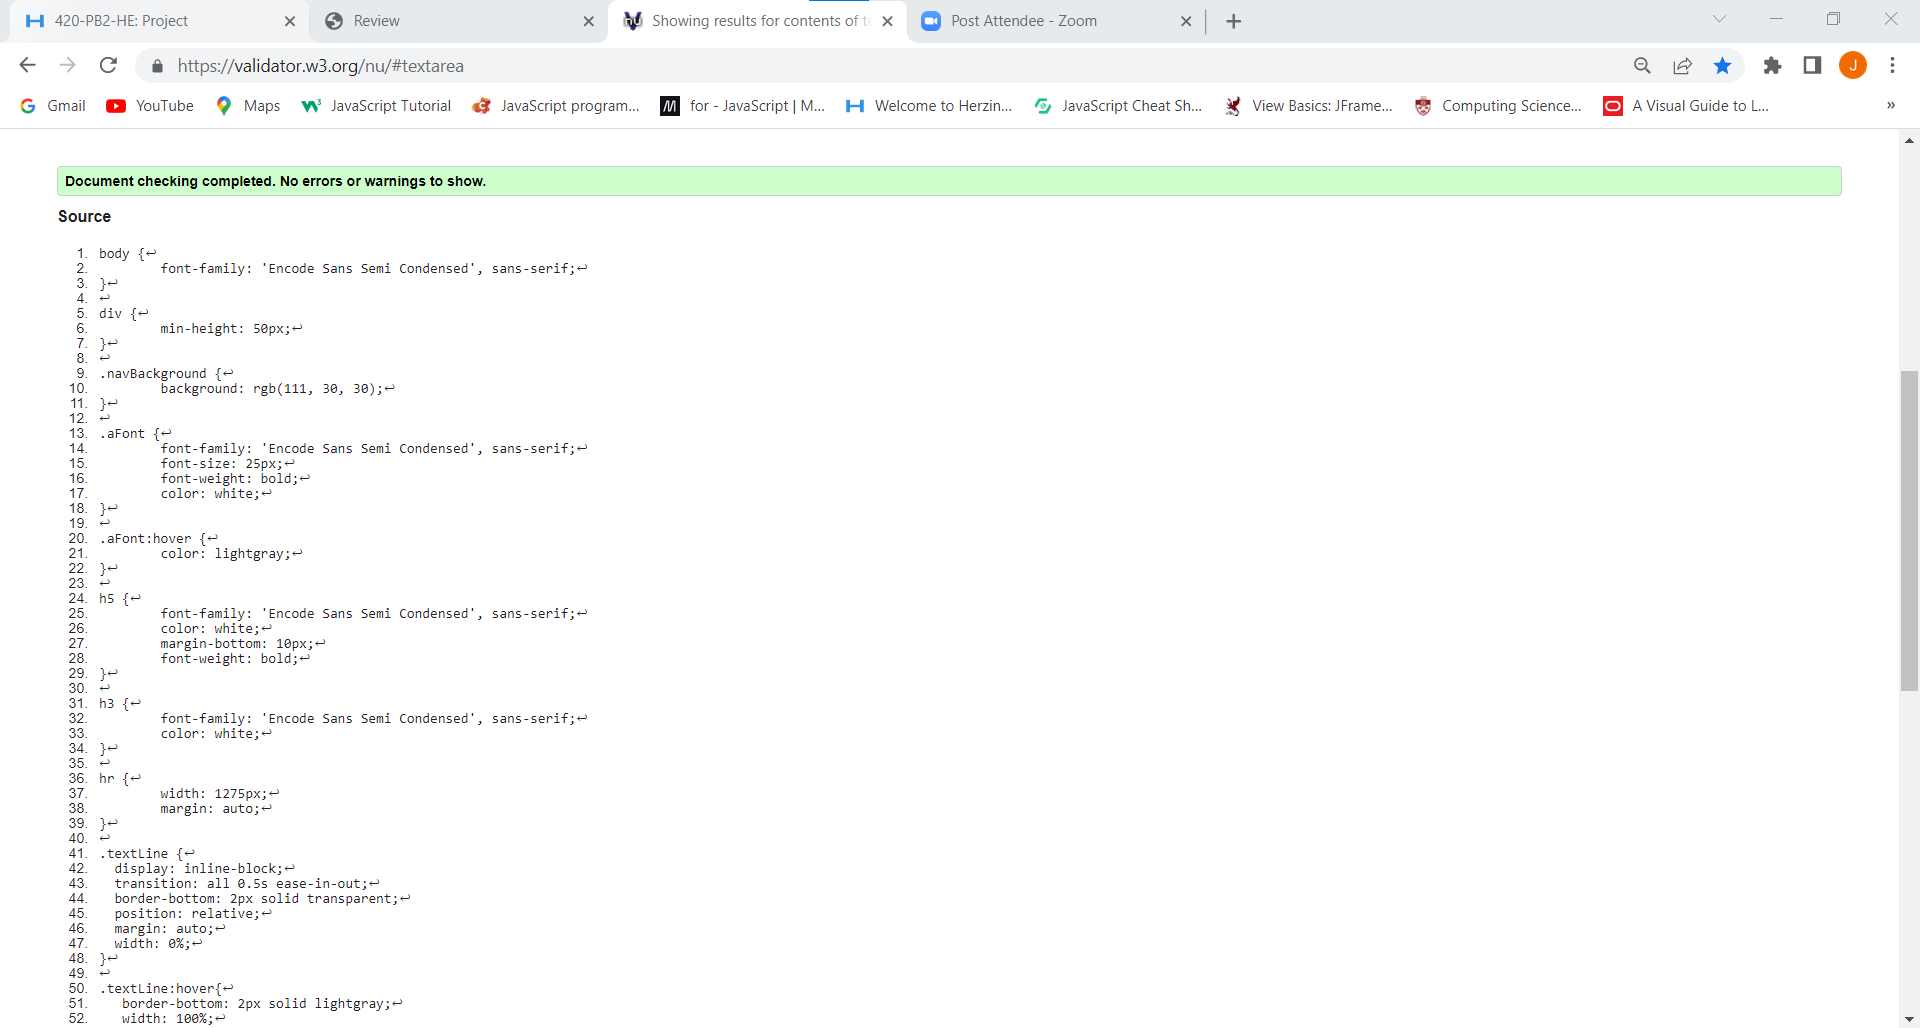 420-PB2-HE: Project
Review
Showing results for contents of te
Post Attendee - Zoom
https://validator.w3.org/nu/#textarea
J
Gmail
YouTube
Maps
JavaScript Tutorial
JavaScript program...
for - JavaScript | M...
Welcome to Herzin...
JavaScript Cheat Sh...
View Basics: JFrame...
Computing Science...
A Visual Guide to L...
»
Document checking completed. No errors or warnings to show.
Source
1. body {↩
2. font-family: 'Encode Sans Semi Condensed', sans-serif;↩
3. }↩
4. ↩
5. div {↩
6. min-height: 50px;↩
7. }↩
8. ↩
9. .navBackground {↩
10. background: rgb(111, 30, 30);↩
11. }↩
12. ↩
13. .aFont {↩
14. font-family: 'Encode Sans Semi Condensed', sans-serif;↩
15. font-size: 25px;↩
16. font-weight: bold;↩
17. color: white;↩
18. }↩
19. ↩
20. .aFont:hover {↩
21. color: lightgray;↩
22. }↩
23. ↩
24. h5 {↩
25. font-family: 'Encode Sans Semi Condensed', sans-serif;↩
26. color: white;↩
27. margin-bottom: 10px;↩
28. font-weight: bold;↩
29. }↩
30. ↩
31. h3 {↩
32. font-family: 'Encode Sans Semi Condensed', sans-serif;↩
33. color: white;↩
34. }↩
35. ↩
36. hr {↩
37. width: 1275px;↩
38. margin: auto;↩
39. }↩
40. ↩
41. .textLine {↩
42. display: inline-block;↩
43. transition: all 0.5s ease-in-out;↩
44. border-bottom: 2px solid transparent;↩
45. position: relative;↩
46. margin: auto;↩
47. width: 0%;↩
48. }↩
49. ↩
50. .textLine:hover{↩
51. border-bottom: 2px solid lightgray;↩
52. width: 100%;↩